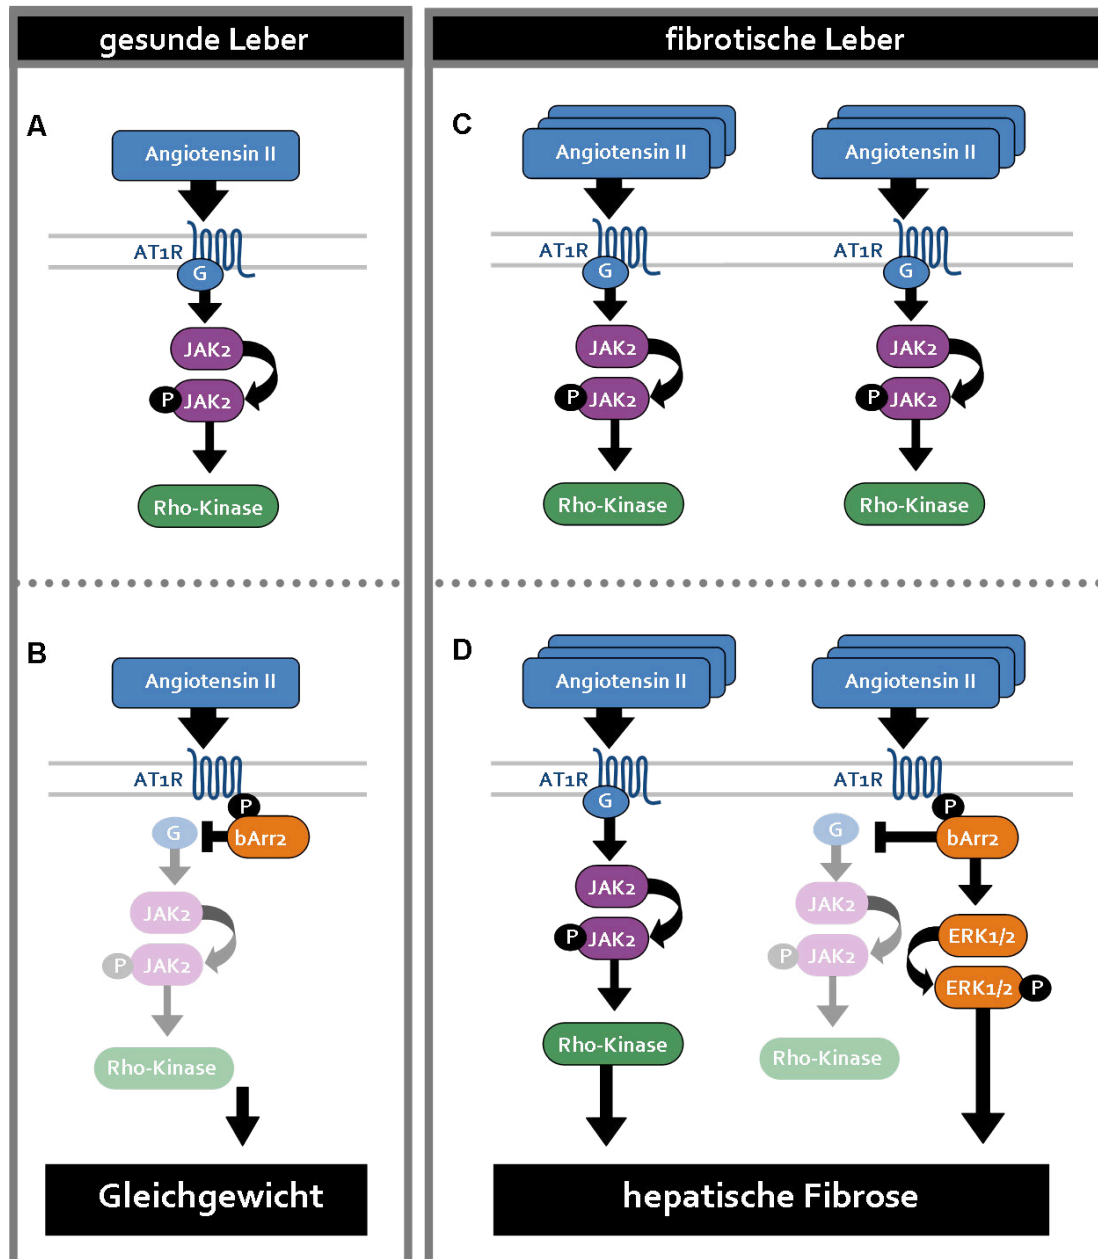 gesunde Leber
fibrotische Leber
A
Angiotensin II
AT1R
G
JAK2
P
JAK2
Rho-Kinase
C
Angiotensin II
Angiotensin II
AT1R
AT1R
G
G
JAK2
JAK2
P
JAK2
P
JAK2
Rho-Kinase
Rho-Kinase
B
Angiotensin II
AT1R
P
G
bArr2
JAK2
P
JAK2
Rho-Kinase
Gleichgewicht
D
Angiotensin II
Angiotensin II
AT1R
AT1R
G
P
G
bArr2
JAK2
JAK2
ERK1/2
P
JAK2
P
JAK2
ERK1/2
P
Rho-Kinase
Rho-Kinase
hepatische Fibrose